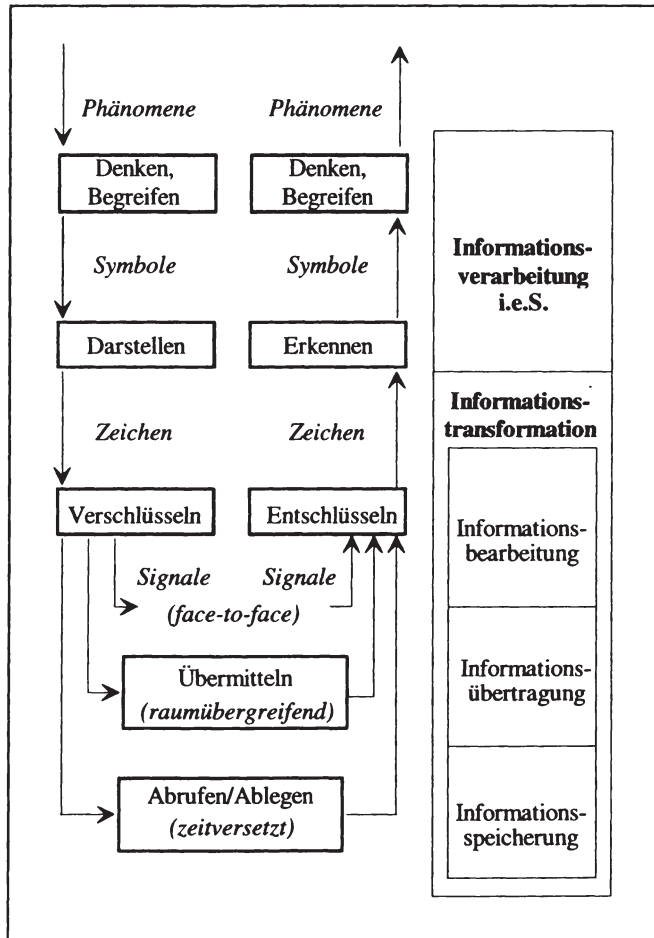 Phänomene Phänomene
Denken, Denken,
Begreifen Begreifen
Symbole Symbole
Darstellen Erkennen
Zeichen Zeichen
Verschlüsseln Entschlüsseln
Signale Signale
(face-to-face)
Übermitteln
(raumübergreifend)
Abrufen/Ablegen
(zeitversetzt)
Informations-
verarbeitung
i.e.S.
Informations-
transformation
Informations-
bearbeitung
Informations-
übertragung
Informations-
speicherung